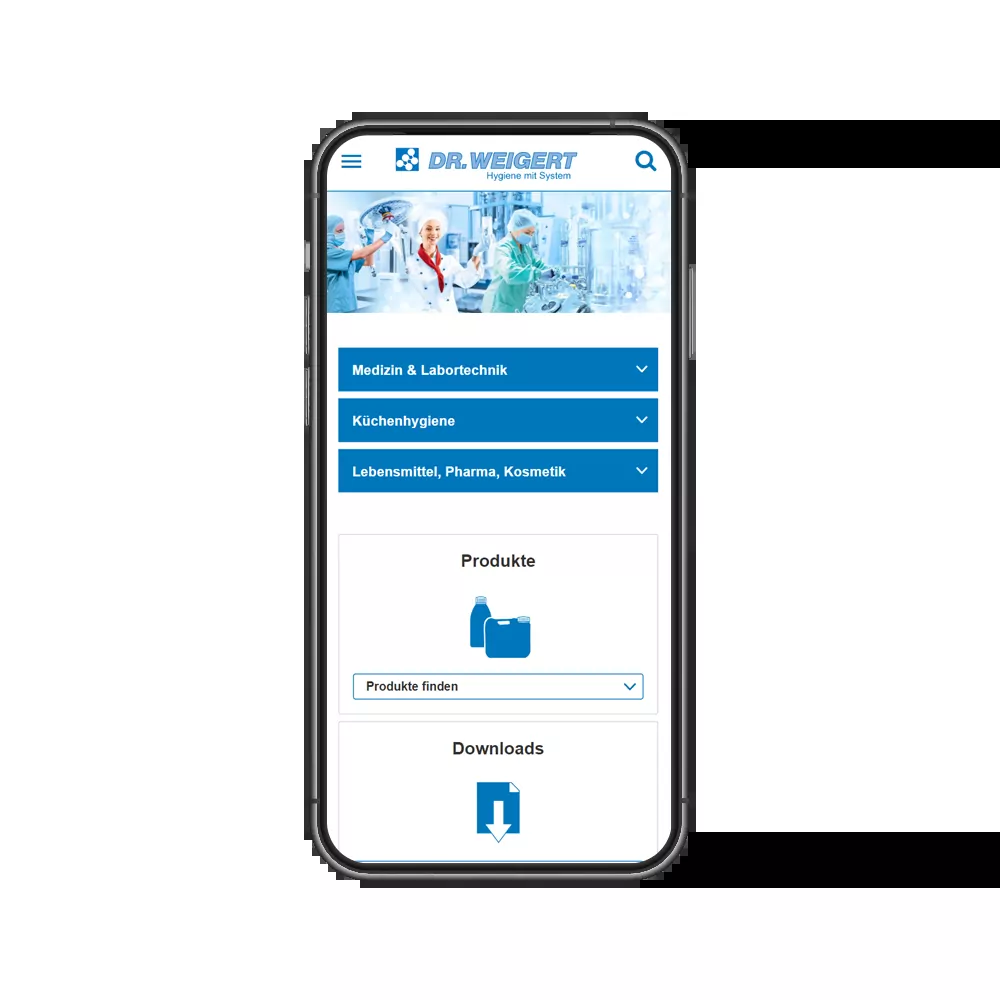 DR.WEIGERT
Hygiene mit System
Medizin & Labortechnik
Küchenhygiene
Lebensmittel, Pharma, Kosmetik
Produkte
Produkte finden
Downloads